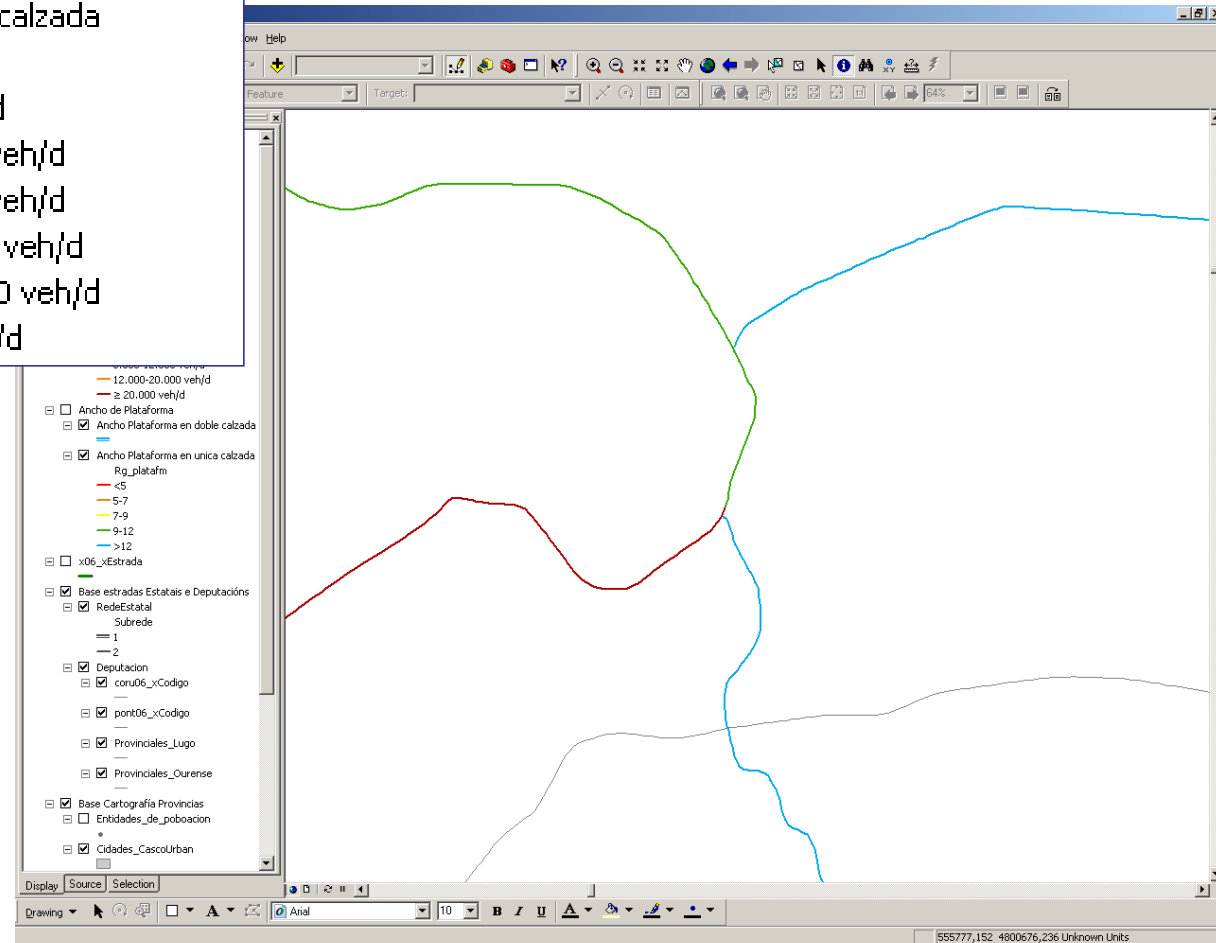 calzada
d
veh/d
veh/d
veh/d
0 veh/d
/d
ow Help
Feature
Target:
64%
12.000-20.000 veh/d
≥ 20.000 veh/d
Ancho de Plataforma
Ancho Plataforma en doble calzada
Ancho Plataforma en unica calzada
Rg_platafm
<5
5-7
7-9
9-12
>12
x06_xEstrada
Base estradas Estatais e Deputacións
RedeEstatal
Subrede
1
2
Deputacion
coru06_xCodigo
pont06_xCodigo
Provinciales_Lugo
Provinciales_Ourense
Base Cartografía Provincias
Entidades_de_poboacion
Cidades_CascoUrban
Display Source Selection
Drawing Arial 10 B I U A
555777,152 4800676,236 Unknown Units